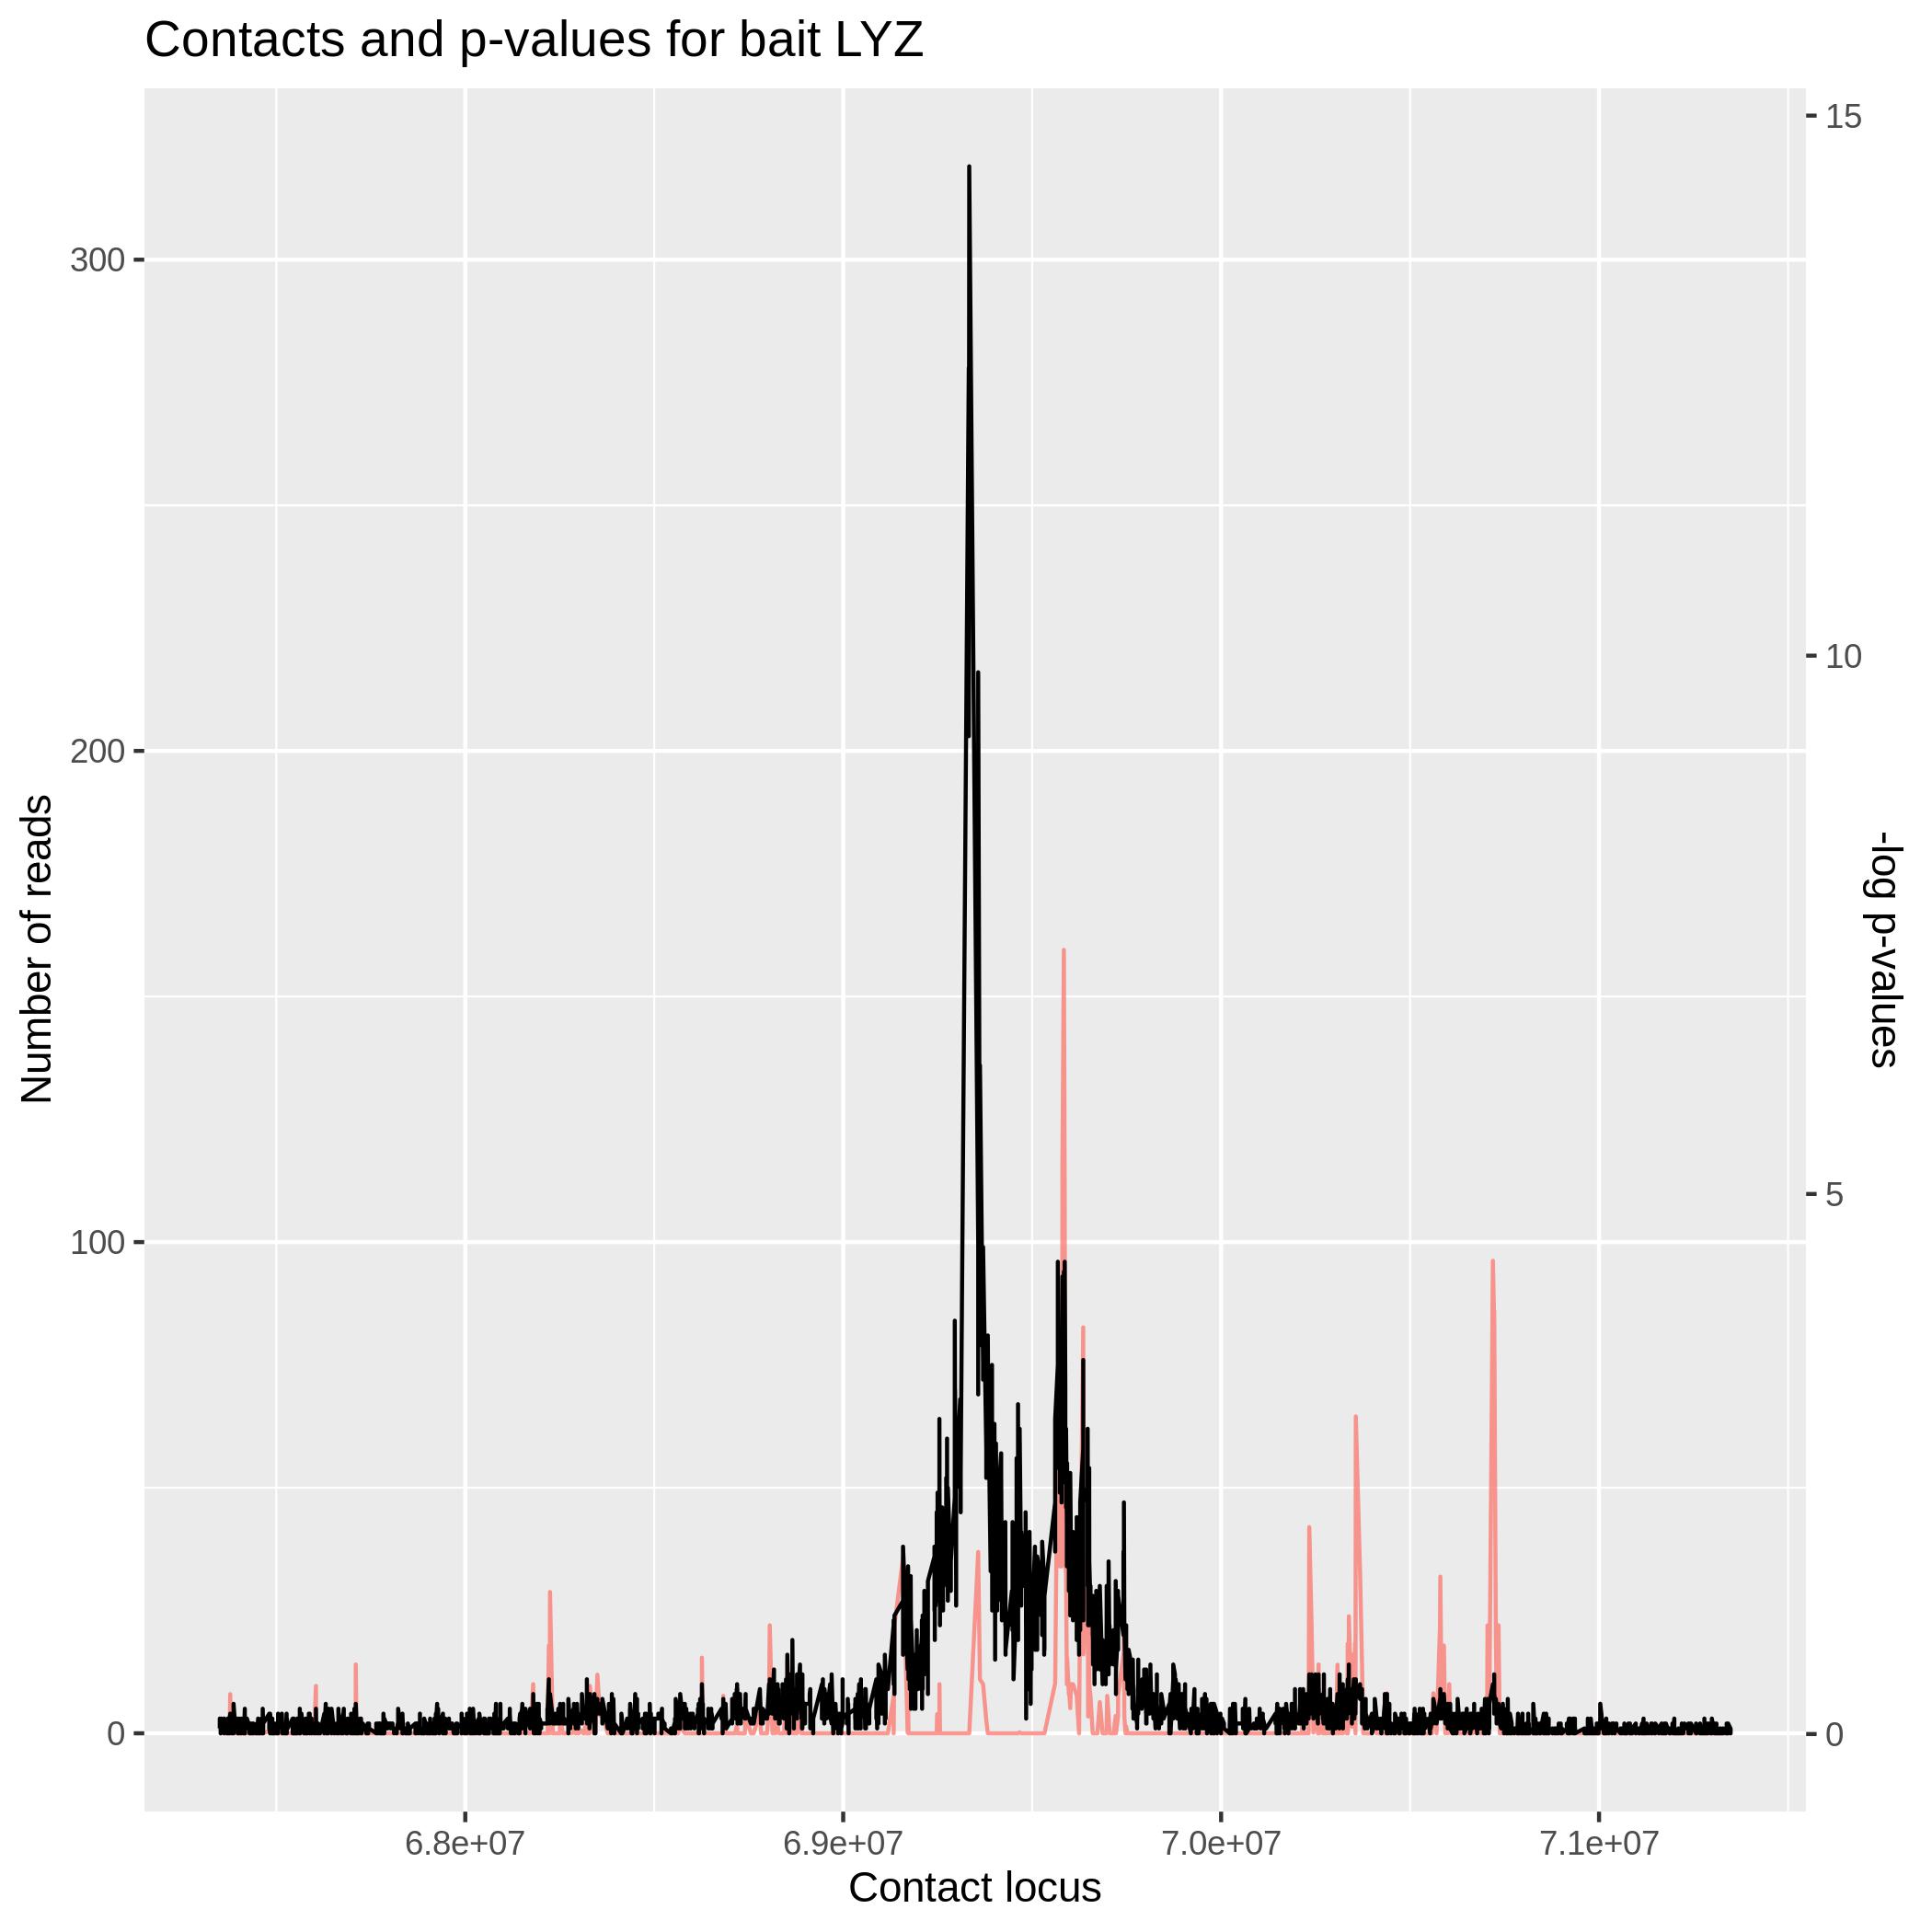 Contacts and p-values for bait LYZ
15
300
10
200
Number of reads
-log p-values
5
100
0
0
6.8e+07
6.9e+07
7.0e+07
7.1e+07
Contact locus